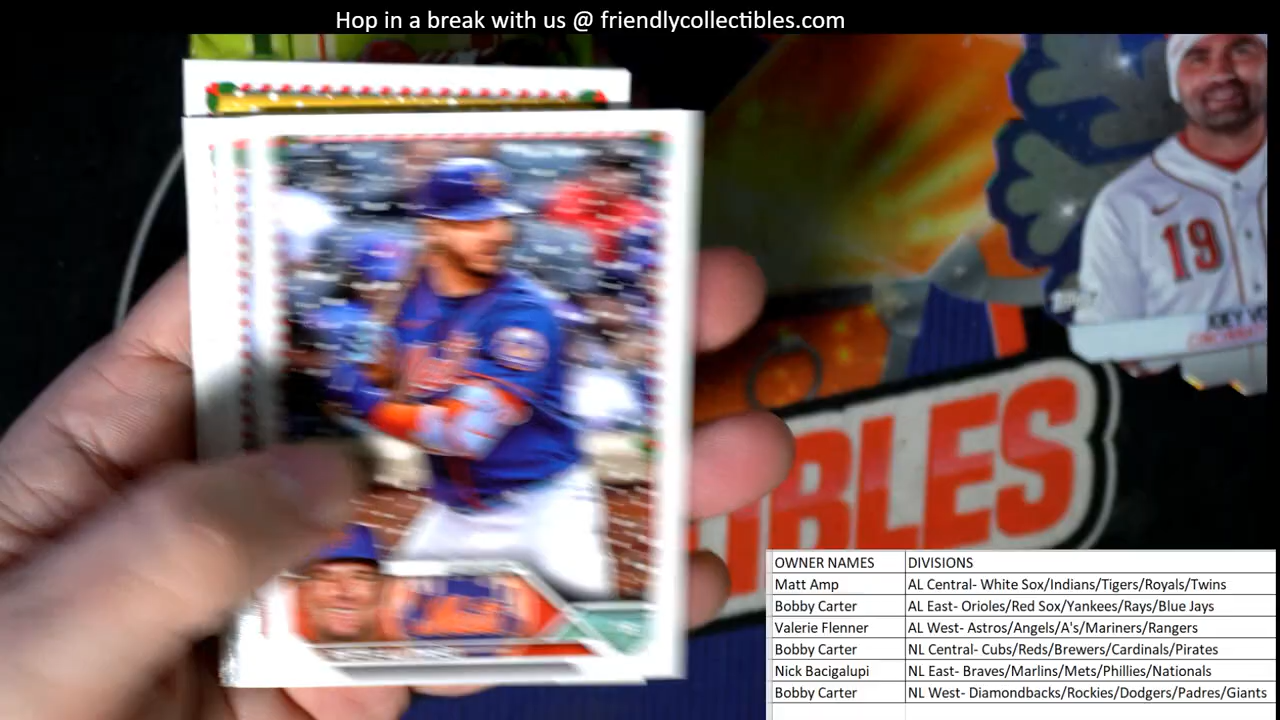 Hop in a break with us @ friendlycollectibles.com
19
JOEY
IBLES
OWNER NAMES DIVISIONS
Matt Amp AL Central- White Sox/Indians/Tigers/Royals/Twins
Bobby Carter AL East- Orioles/Red Sox/Yankees/Rays/Blue Jays
Valerie Flenner AL West- Astros/Angels/A's/Mariners/Rangers
Bobby Carter NL Central- Cubs/Reds/Brewers/Cardinals/Pirates
Nick Bacigalupi NL East- Braves/Marlins/Mets/Phillies/Nationals
Bobby Carter NL West- Diamondbacks/Rockies/Dodgers/Padres/Giants